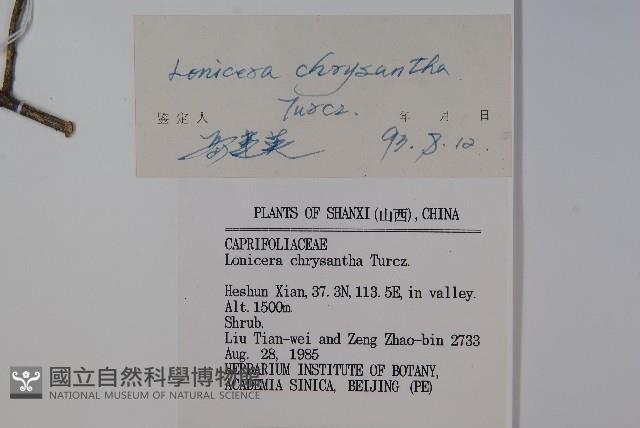 Lonicera chrysantha
Turcz.
鉴定人 年 月 日
93.8.12.
PLANTS OF SHANXI(山西), CHINA
CAPRIFOLIACEAE
Lonicera chrysantha Turcz.
Heshun Xian, 37.3N, 113.5E, in valley.
Alt. 1500m
Shrub.
Liu Tian-wei and Zeng Zhao-bin 2733
Aug. 28, 1985
HERBARIUM INSTITUTE OF BOTANY,
ACADEMIA SINICA, BEIJING (PE)
國立自然科學博物館
NATIONAL MUSEUM OF NATURAL SCIENCE